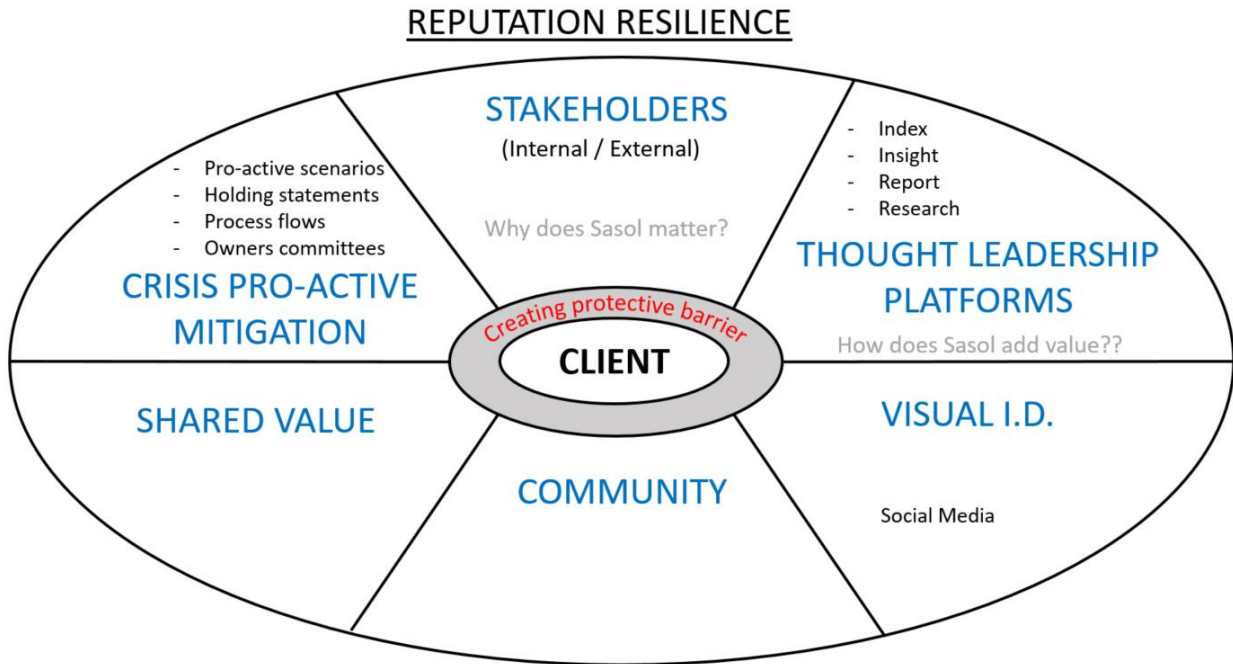 REPUTATION RESILIENCE
STAKEHOLDERS
(Internal / External)
Why does Sasol matter?
- Index
- Insight
- Report
- Research
THOUGHT LEADERSHIP
PLATFORMS
How does Sasol add value??
- Pro-active scenarios
- Holding statements
- Process flows
- Owners committees
CRISIS PRO-ACTIVE
MITIGATION
Creating protective barrier
CLIENT
SHARED VALUE
COMMUNITY
VISUAL I.D.
Social Media